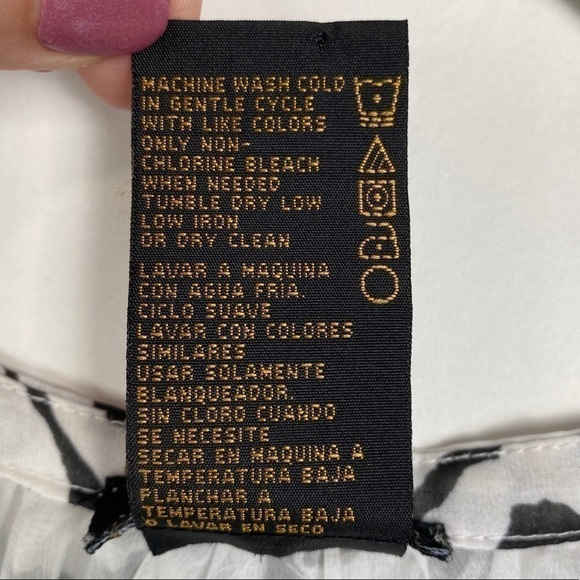 MACHINE WASH COLD
IN GENTLE CYCLE
WITH LIKE COLORS
ONLY NON-
CHLORINE BLEACH
WHEN NEEDED
TUMBLE DRY LOW
LOW IRON
OR DRY CLEAN
LAVAR A MAQUINA
CON AGUA FRIA.
CICLO SUAVE
LAVAR CON COLORES
SIMILARES
USAR SOLAMENTE
BLANQUEADOR.
SIN CLORO CUANDO
SE NECESITE
SECAR EN MAQUINA A
TEMPERATURA BAJA
PLANCHAR A
TEMPERATURA BAJA
O LAVAR EN SECO